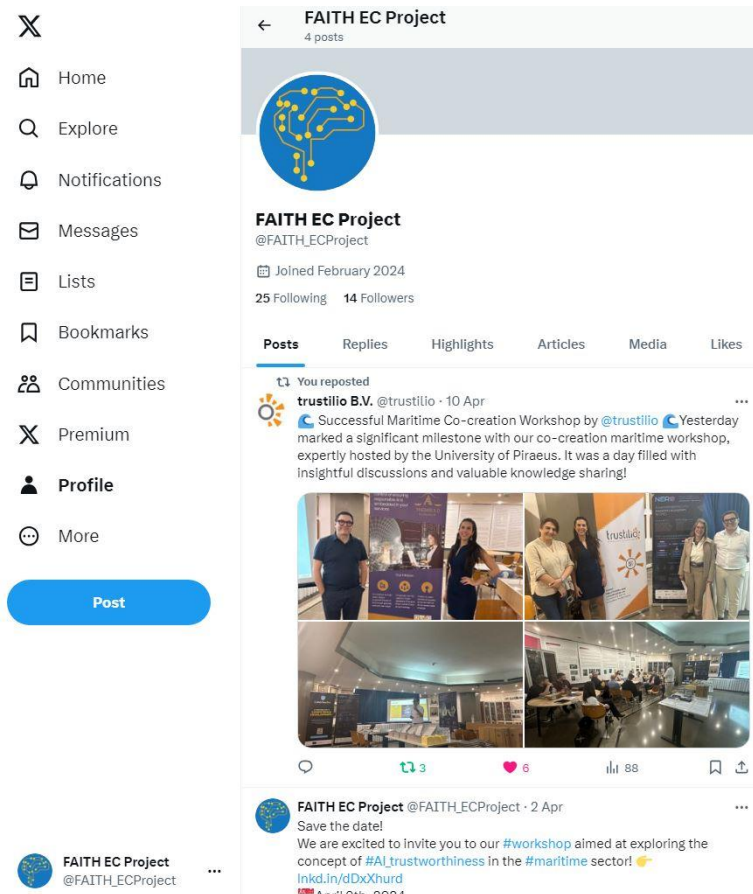 FAITH EC Project
4 posts
Home
Explore
Notifications
Messages
Lists
Bookmarks
Communities
Premium
Profile
More
Post
FAITH EC Project
@FAITH_ECProject
FAITH EC Project
@FAITH_ECProject
Joined February 2024
25 Following 14 Followers
Posts Replies Highlights Articles Media Likes
You reposted
trustilio B.V. @trustilio · 10 Apr
Successful Maritime Co-creation Workshop by @trustilio Yesterday
marked a significant milestone with our co-creation maritime workshop,
expertly hosted by the University of Piraeus. It was a day filled with
insightful discussions and valuable knowledge sharing!
trustilio
3 6 88
FAITH EC Project @FAITH_ECProject · 2 Apr
Save the date!
We are excited to invite you to our #workshop aimed at exploring the
concept of #AI_trustworthiness in the #maritime sector!
lnkd.in/dDxXhurd